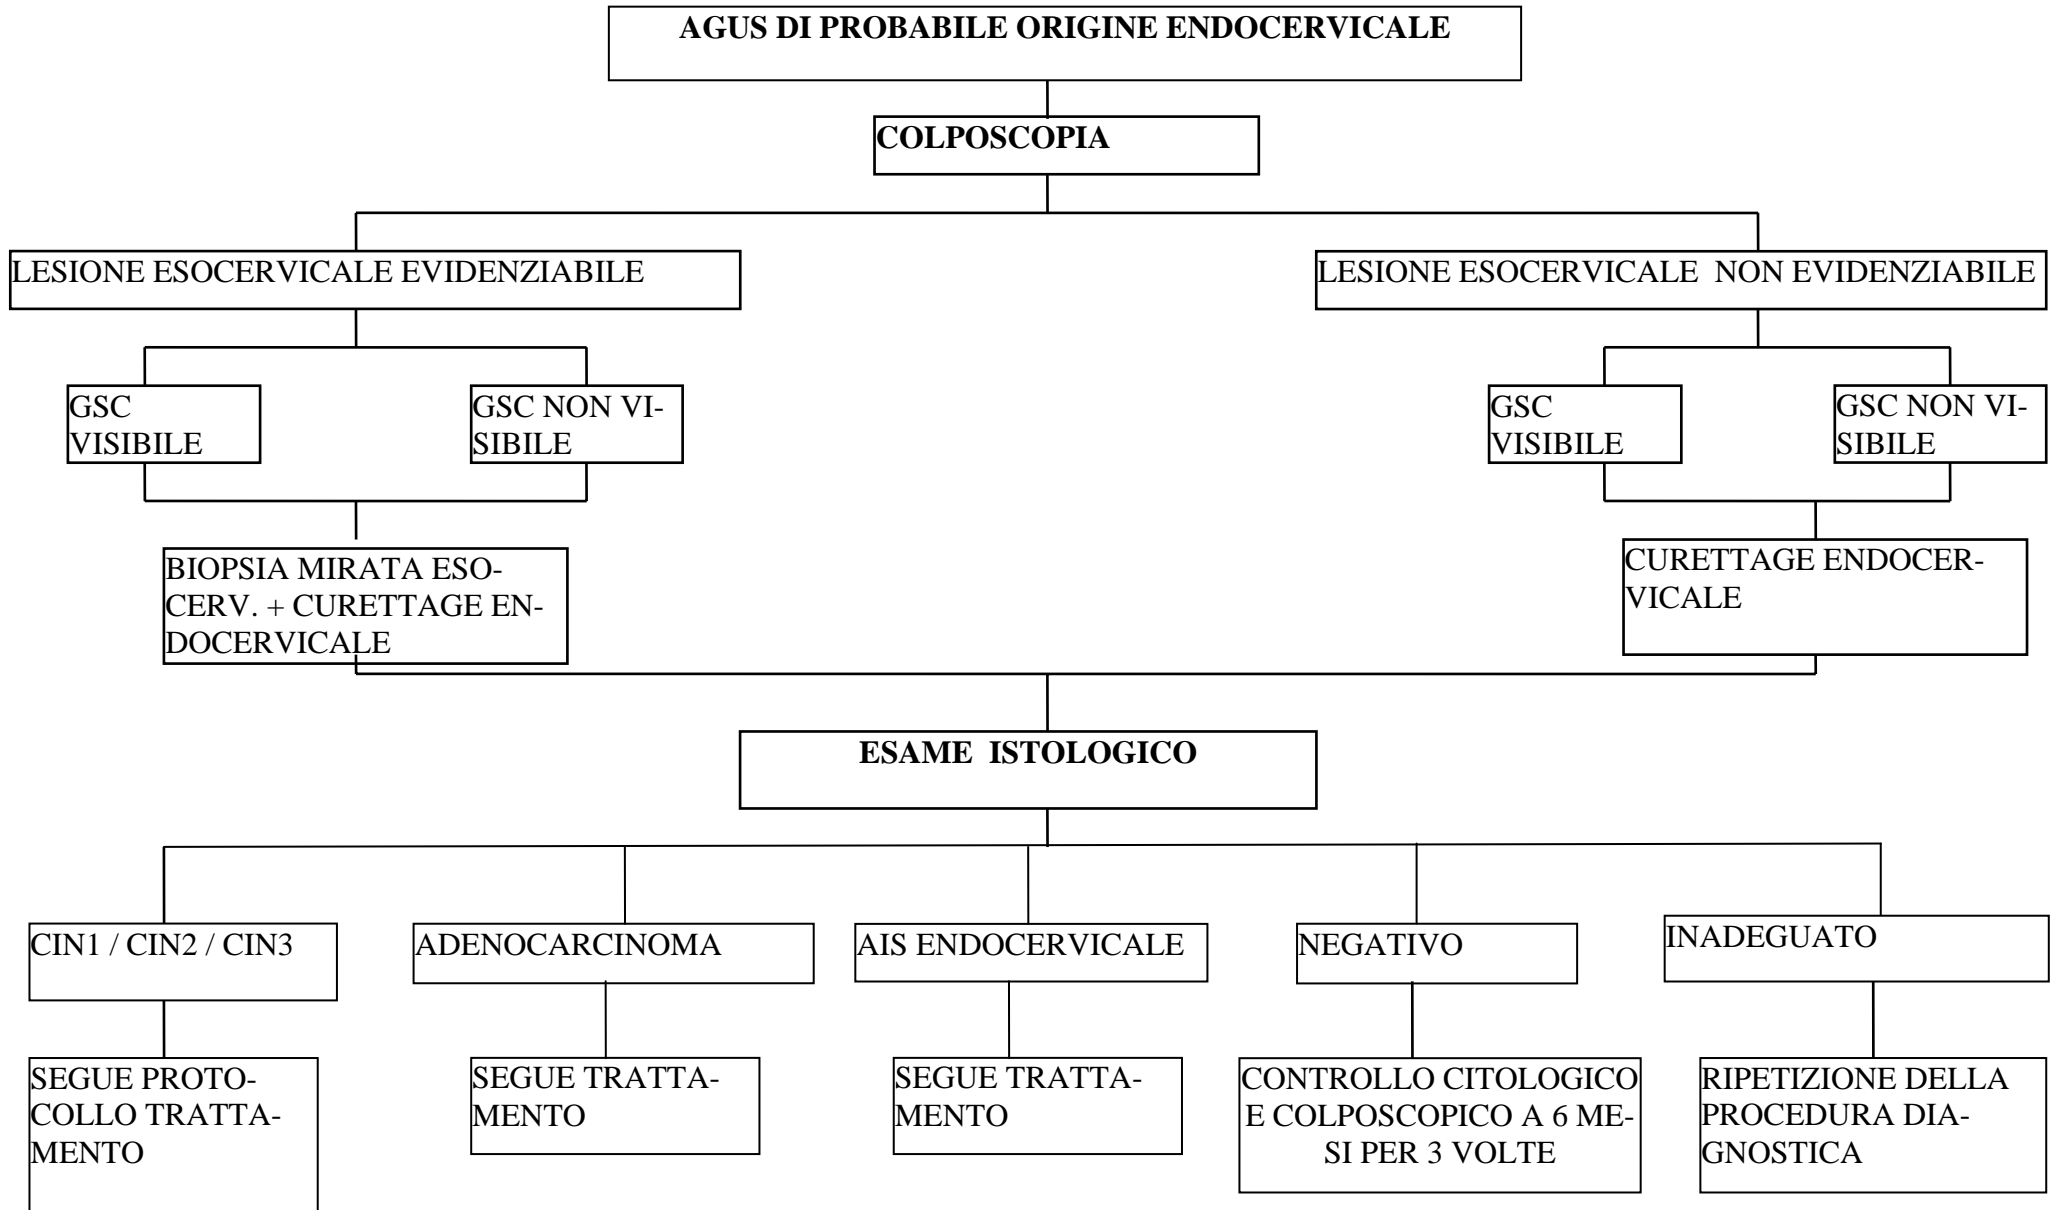 AGUS DI PROBABILE ORIGINE ENDOCERVICALE
COLPOSCOPIA
LESIONE ESOCERVICALE EVIDENZIABILE
LESIONE ESOCERVICALE NON EVIDENZIABILE
GSC
VISIBILE
GSC NON VI-
SIBILE
GSC
VISIBILE
GSC NON VI-
SIBILE
BIOPSIA MIRATA ESO-
CERV. + CURETTAGE EN-
DOCERVICALE
CURETTAGE ENDOCER-
VICALE
ESAME ISTOLOGICO
CIN1 / CIN2 / CIN3
ADENOCARCINOMA
AIS ENDOCERVICALE
NEGATIVO
INADEGUATO
SEGUE PROTO-
COLLO TRATTA-
MENTO
SEGUE TRATTA-
MENTO
SEGUE TRATTA-
MENTO
CONTROLLO CITOLOGICO
E COLPOSCOPICO A 6 ME-
SI PER 3 VOLTE
RIPETIZIONE DELLA
PROCEDURA DIA-
GNOSTICA